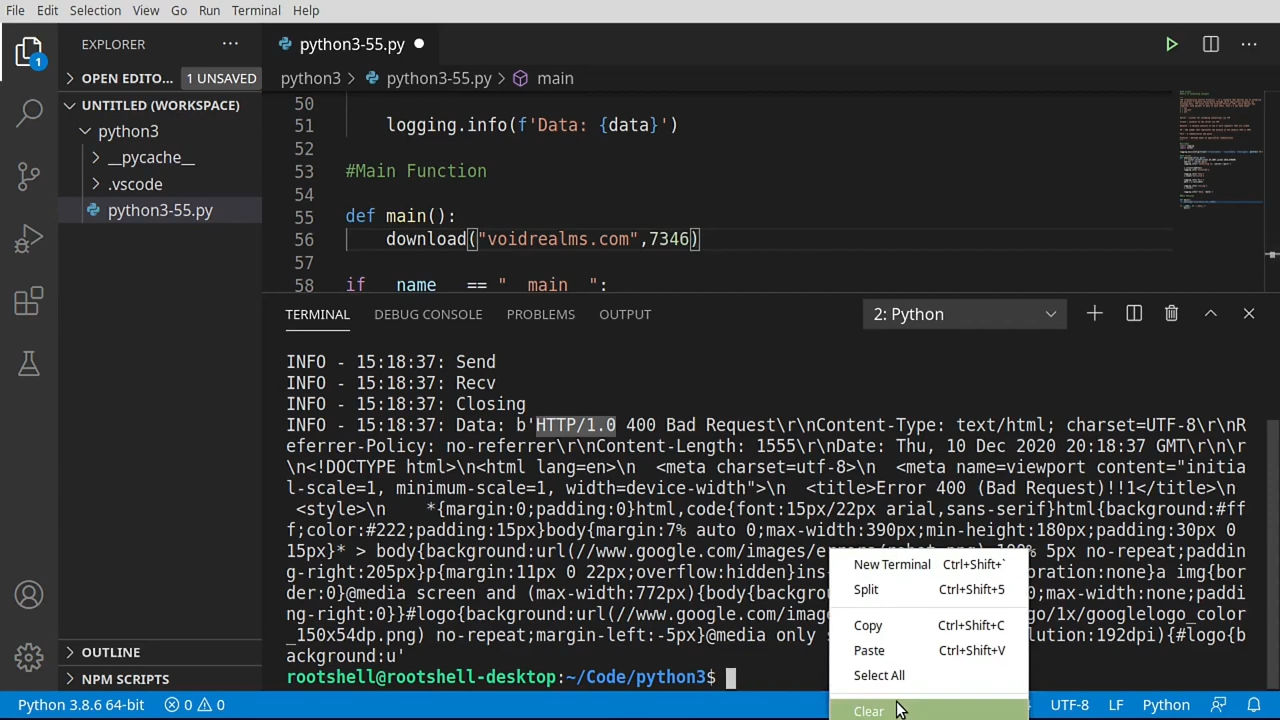 File Edit Selection View Go Run Terminal Help
EXPLORER
python3-55.py
1
OPEN EDITO... 1 UNSAVED
python3 > python3-55.py > main
UNTITLED (WORKSPACE)
python3
__pycache__
.vscode
python3-55.py
50
51 logging.info(f'Data: {data}')
52
53 #Main Function
54
55 def main():
56 download("voidrealms.com",7346)
57
58 if __name__ == "__main__":
TERMINAL DEBUG CONSOLE PROBLEMS OUTPUT 2: Python
INFO - 15:18:37: Send
INFO - 15:18:37: Recv
INFO - 15:18:37: Closing
INFO - 15:18:37: Data: b'HTTP/1.0 400 Bad Request\r\nContent-Type: text/html; charset=UTF-8\r\nR
eferrer-Policy: no-referrer\r\nContent-Length: 1555\r\nDate: Thu, 10 Dec 2020 20:18:37 GMT\r\n\r
\n<!DOCTYPE html>\n<html lang=en>\n  <meta charset=utf-8>\n  <meta name=viewport content="initia
l-scale=1, minimum-scale=1, width=device-width">\n  <title>Error 400 (Bad Request)!!1</title>\n
<style>\n    *{margin:0;padding:0}html,code{font:15px/22px arial,sans-serif}html{background:#ff
f;color:#222;padding:15px}body{margin:7% auto 0;max-width:390px;min-height:180px;padding:30px 0
15px}* > body{background:url(//www.google.com/images/errors/robot.png) 100% 5px no-repeat;paddin
g-right:205px}p{margin:11px 0 22px;overflow:hidden}ins oration:none}a img{bor
der:0}@media screen and (max-width:772px){body{backg 0;max-width:none;paddi
ng-right:0}}#logo{background:url(//www.google.com/im go/1x/googlelogo_color
_150x54dp.png) no-repeat;margin-left:-5px}@media only s lution:192dpi){#logo{b
ackground:u'
rootshell@rootshell-desktop:~/Code/python3$
New Terminal Ctrl+Shift+`
Split Ctrl+Shift+5
Copy Ctrl+Shift+C
Paste Ctrl+Shift+V
Select All
Clear
OUTLINE
NPM SCRIPTS
Python 3.8.6 64-bit 0 0 UTF-8 LF Python